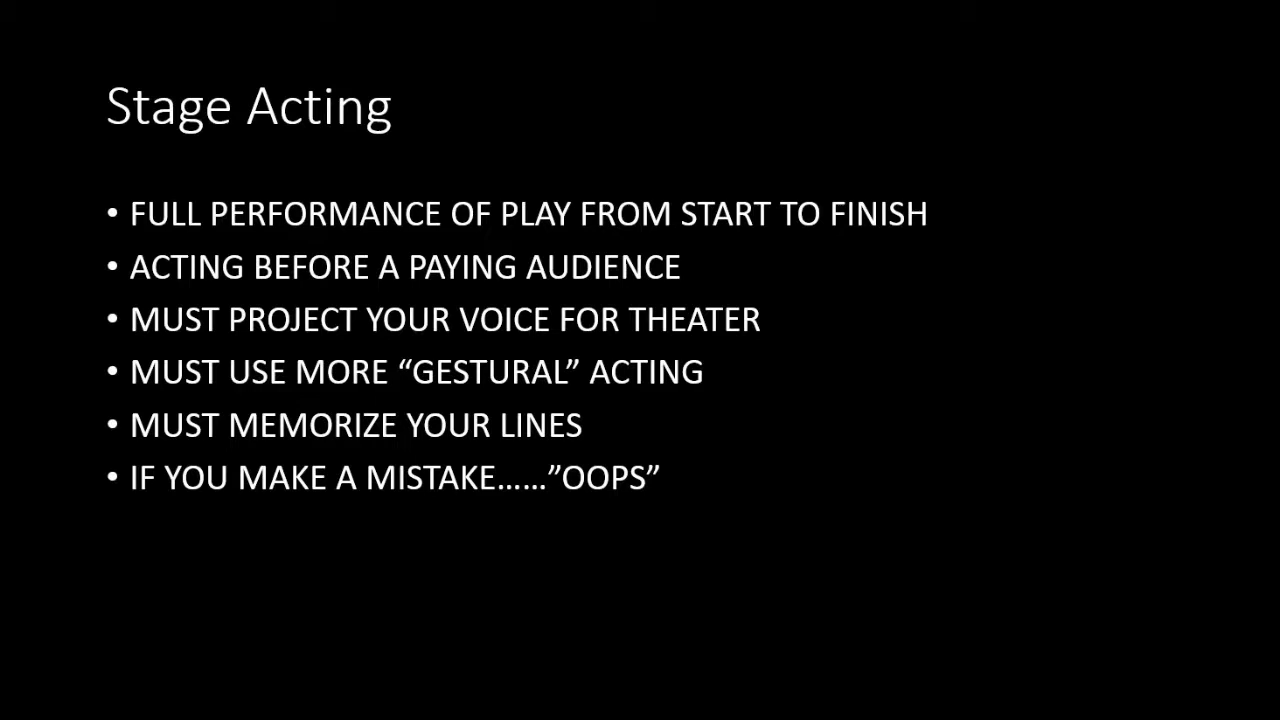 Stage Acting
• FULL PERFORMANCE OF PLAY FROM START TO FINISH
• ACTING BEFORE A PAYING AUDIENCE
• MUST PROJECT YOUR VOICE FOR THEATER
• MUST USE MORE “GESTURAL” ACTING
• MUST MEMORIZE YOUR LINES
• IF YOU MAKE A MISTAKE……”OOPS”